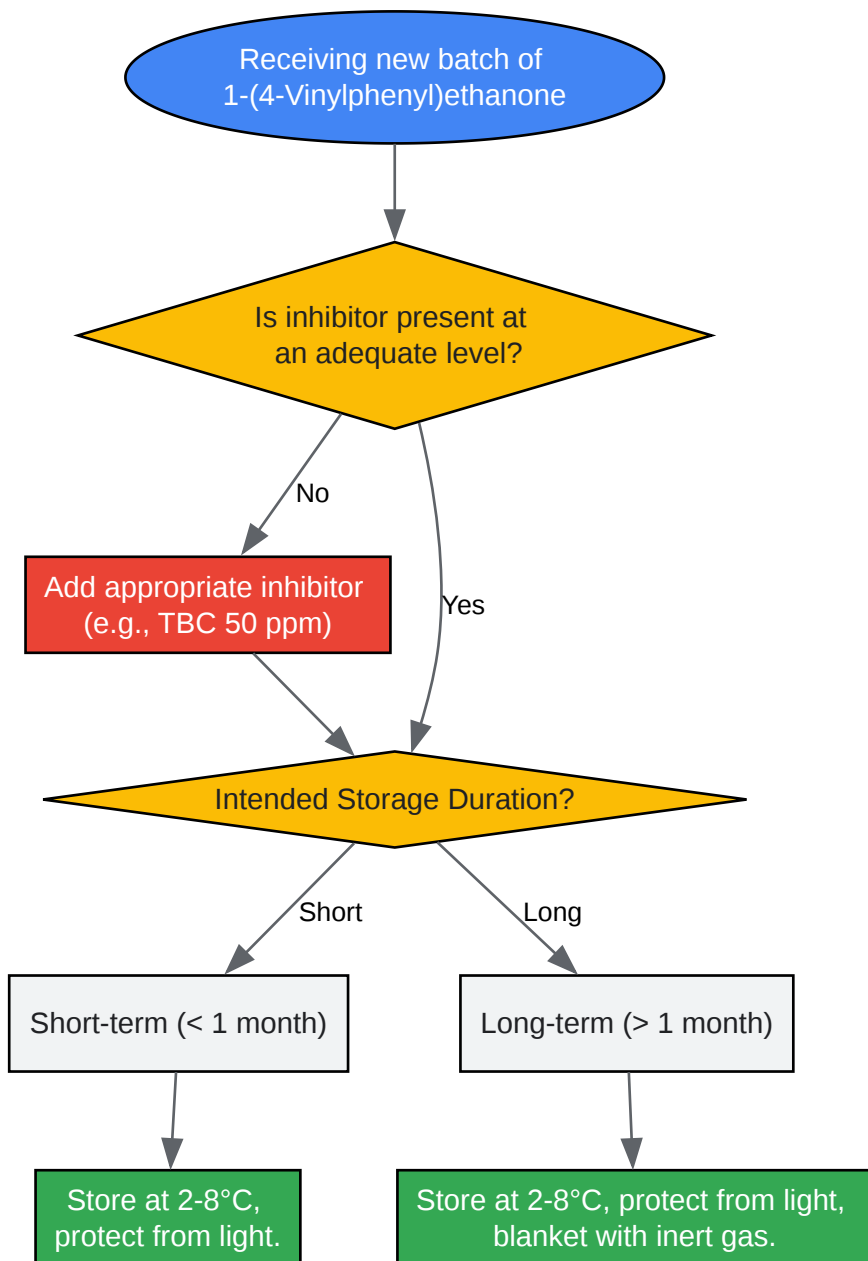 Receiving new batch of
1-(4-Vinylphenyl)ethanone
Is inhibitor present at
an adequate level?
No
Add appropriate inhibitor
(e.g., TBC 50 ppm)
Yes
Intended Storage Duration?
Short
Long
Short-term (< 1 month)
Long-term (> 1 month)
Store at 2-8°C,
protect from light.
Store at 2-8°C, protect from light,
blanket with inert gas.